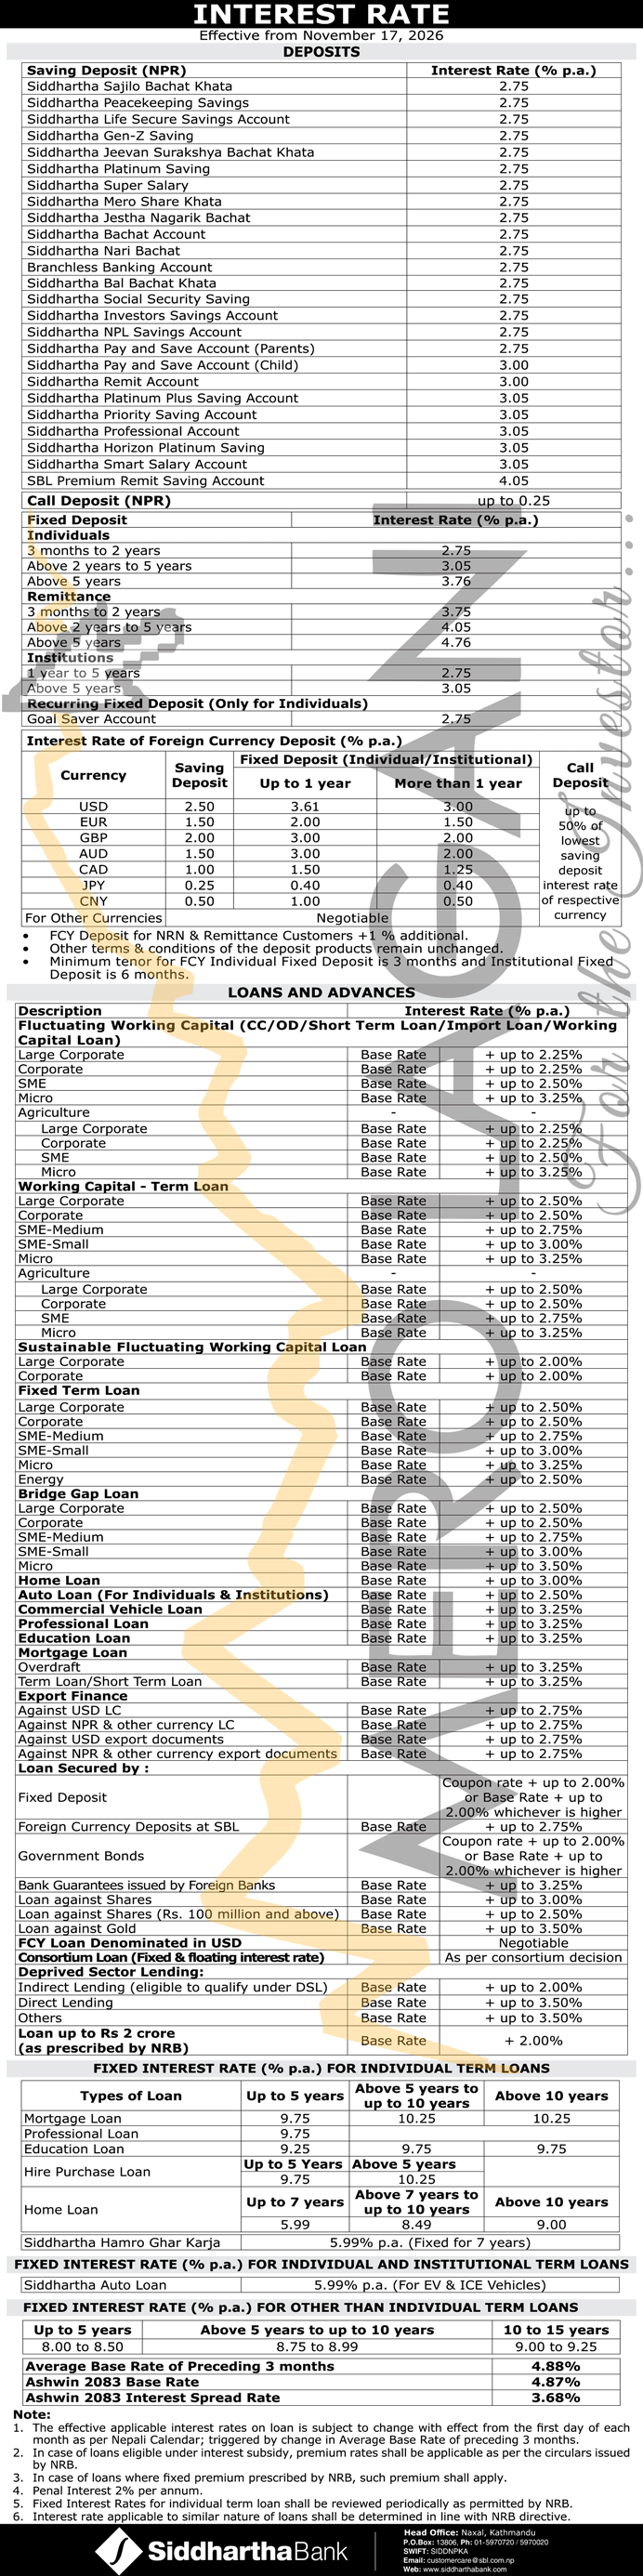 INTEREST RATE
Effective from November 17, 2026
DEPOSITS
Saving Deposit (NPR) Interest Rate (% p.a.)
Siddhartha Sajilo Bachat Khata 2.75
Siddhartha Peacekeeping Savings 2.75
Siddhartha Life Secure Savings Account 2.75
Siddhartha Gen-Z Saving 2.75
Siddhartha Jeevan Surakshya Bachat Khata 2.75
Siddhartha Platinum Saving 2.75
Siddhartha Super Salary 2.75
Siddhartha Mero Share Khata 2.75
Siddhartha Jestha Nagarik Bachat 2.75
Siddhartha Bachat Account 2.75
Siddhartha Nari Bachat 2.75
Branchless Banking Account 2.75
Siddhartha Bal Bachat Khata 2.75
Siddhartha Social Security Saving 2.75
Siddhartha Investors Savings Account 2.75
Siddhartha NPL Savings Account 2.75
Siddhartha Pay and Save Account (Parents) 2.75
Siddhartha Pay and Save Account (Child) 3.00
Siddhartha Remit Account 3.00
Siddhartha Platinum Plus Saving Account 3.05
Siddhartha Priority Saving Account 3.05
Siddhartha Professional Account 3.05
Siddhartha Horizon Platinum Saving 3.05
Siddhartha Smart Salary Account 3.05
SBL Premium Remit Saving Account 4.05
Call Deposit (NPR) up to 0.25
Fixed Deposit Interest Rate (% p.a.)
Individuals
3 months to 2 years 2.75
Above 2 years to 5 years 3.05
Above 5 years 3.76
Remittance
3 months to 2 years 3.75
Above 2 years to 5 years 4.05
Above 5 years 4.76
Institutions
1 year to 5 years 2.75
Above 5 years 3.05
Recurring Fixed Deposit (Only for Individuals)
Goal Saver Account 2.75
Interest Rate of Foreign Currency Deposit (% p.a.)
Currency Saving Deposit Fixed Deposit (Individual/Institutional) Call Deposit
Up to 1 year More than 1 year
USD 2.50 3.61 3.00
EUR 1.50 2.00 1.50
GBP 2.00 3.00 2.00
AUD 1.50 3.00 2.00
CAD 1.00 1.50 1.25
JPY 0.25 0.40 0.40
CNY 0.50 1.00 0.50
For Other Currencies Negotiable
up to
50% of
lowest
saving
deposit
interest rate
of respective
currency
• FCY Deposit for NRN & Remittance Customers +1 % additional.
• Other terms & conditions of the deposit products remain unchanged.
• Minimum tenor for FCY Individual Fixed Deposit is 3 months and Institutional Fixed
Deposit is 6 months.
LOANS AND ADVANCES
Description Interest Rate (% p.a.)
Fluctuating Working Capital (CC/OD/Short Term Loan/Import Loan/Working
Capital Loan)
Large Corporate Base Rate + up to 2.25%
Corporate Base Rate + up to 2.25%
SME Base Rate + up to 2.50%
Micro Base Rate + up to 3.25%
Agriculture - -
Large Corporate Base Rate + up to 2.25%
Corporate Base Rate + up to 2.25%
SME Base Rate + up to 2.50%
Micro Base Rate + up to 3.25%
Working Capital - Term Loan
Large Corporate Base Rate + up to 2.50%
Corporate Base Rate + up to 2.50%
SME-Medium Base Rate + up to 2.75%
SME-Small Base Rate + up to 3.00%
Micro Base Rate + up to 3.25%
Agriculture - -
Large Corporate Base Rate + up to 2.50%
Corporate Base Rate + up to 2.50%
SME Base Rate + up to 2.75%
Micro Base Rate + up to 3.25%
Sustainable Fluctuating Working Capital Loan
Large Corporate Base Rate + up to 2.00%
Corporate Base Rate + up to 2.00%
Fixed Term Loan
Large Corporate Base Rate + up to 2.50%
Corporate Base Rate + up to 2.50%
SME-Medium Base Rate + up to 2.75%
SME-Small Base Rate + up to 3.00%
Micro Base Rate + up to 3.25%
Energy Base Rate + up to 2.50%
Bridge Gap Loan
Large Corporate Base Rate + up to 2.50%
Corporate Base Rate + up to 2.50%
SME-Medium Base Rate + up to 2.75%
SME-Small Base Rate + up to 3.00%
Micro Base Rate + up to 3.50%
Home Loan Base Rate + up to 3.00%
Auto Loan (For Individuals & Institutions) Base Rate + up to 2.50%
Commercial Vehicle Loan Base Rate + up to 3.25%
Professional Loan Base Rate + up to 3.25%
Education Loan Base Rate + up to 3.25%
Mortgage Loan
Overdraft Base Rate + up to 3.25%
Term Loan/Short Term Loan Base Rate + up to 3.25%
Export Finance
Against USD LC Base Rate + up to 2.75%
Against NPR & other currency LC Base Rate + up to 2.75%
Against USD export documents Base Rate + up to 2.75%
Against NPR & other currency export documents Base Rate + up to 2.75%
Loan Secured by :
Fixed Deposit Coupon rate + up to 2.00%
or Base Rate + up to
2.00% whichever is higher
Foreign Currency Deposits at SBL Base Rate + up to 2.75%
Government Bonds Coupon rate + up to 2.00%
or Base Rate + up to
2.00% whichever is higher
Bank Guarantees issued by Foreign Banks Base Rate + up to 3.25%
Loan against Shares Base Rate + up to 3.00%
Loan against Shares (Rs. 100 million and above) Base Rate + up to 2.50%
Loan against Gold Base Rate + up to 3.50%
FCY Loan Denominated in USD Negotiable
Consortium Loan (Fixed & floating interest rate) As per consortium decision
Deprived Sector Lending:
Indirect Lending (eligible to qualify under DSL) Base Rate + up to 2.00%
Direct Lending Base Rate + up to 3.50%
Others Base Rate + up to 3.50%
Loan up to Rs 2 crore
(as prescribed by NRB) Base Rate + 2.00%
FIXED INTEREST RATE (% p.a.) FOR INDIVIDUAL TERM LOANS
Types of Loan Up to 5 years Above 5 years to up to 10 years Above 10 years
Mortgage Loan 9.75 10.25 10.25
Professional Loan 9.75
Education Loan 9.25 9.75 9.75
Hire Purchase Loan Up to 5 Years Above 5 years
9.75 10.25
Home Loan Up to 7 years Above 7 years to up to 10 years Above 10 years
5.99 8.49 9.00
Siddhartha Hamro Ghar Karja 5.99% p.a. (Fixed for 7 years)
FIXED INTEREST RATE (% p.a.) FOR INDIVIDUAL AND INSTITUTIONAL TERM LOANS
Siddhartha Auto Loan 5.99% p.a. (For EV & ICE Vehicles)
FIXED INTEREST RATE (% p.a.) FOR OTHER THAN INDIVIDUAL TERM LOANS
Up to 5 years Above 5 years to up to 10 years 10 to 15 years
8.00 to 8.50 8.75 to 8.99 9.00 to 9.25
Average Base Rate of Preceding 3 months 4.88%
Ashwin 2083 Base Rate 4.87%
Ashwin 2083 Interest Spread Rate 3.68%
Note:
1. The effective applicable interest rates on loan is subject to change with effect from the first day of each
month as per Nepali Calendar; triggered by change in Average Base Rate of preceding 3 months.
2. In case of loans eligible under interest subsidy, premium rates shall be applicable as per the circulars issued
by NRB.
3. In case of loans where fixed premium prescribed by NRB, such premium shall apply.
4. Penal Interest 2% per annum.
5. Fixed Interest Rates for individual term loan shall be reviewed periodically as permitted by NRB.
6. Interest rate applicable to similar nature of loans shall be determined in line with NRB directive.
SiddharthaBank
Head Office: Naxal, Kathmandu
P.O.Box: 13806, Ph: 01-5970720 / 5970020
SWIFT: SIDDNPKA
Email: customercare@sbl.com.np
Web: www.siddharthabank.com
MERO LAGANI
For the Investor...